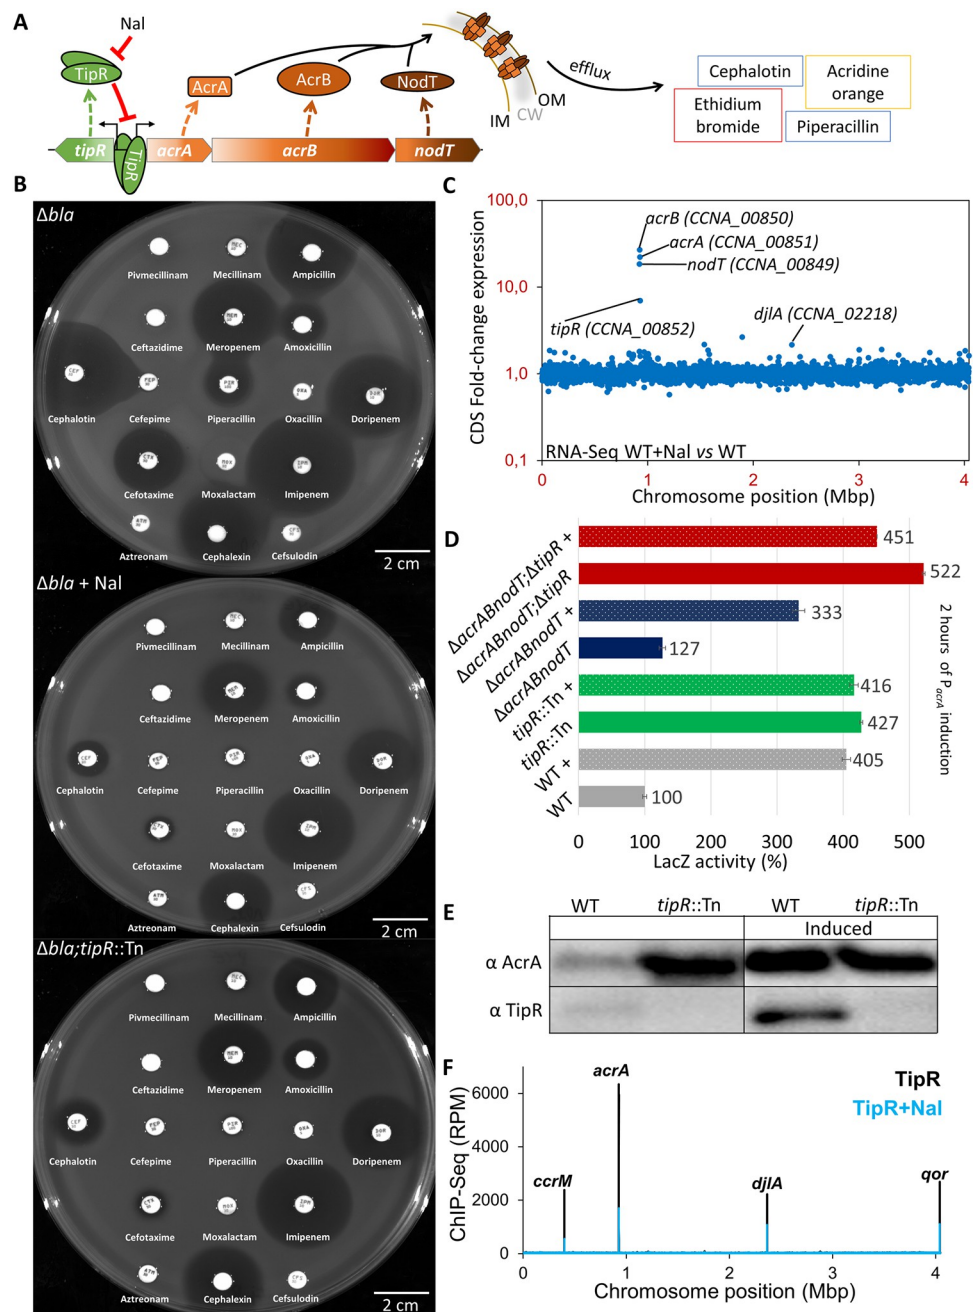 A
Nal
TipR
AcrA
AcrB
NodT
efflux
IM
CW
OM
Cephalotin
Acridine
orange
Ethidium
bromide
Piperacillin
tipR
TipR
acrA
acrB
nodT
B
Δbla
Pivmecillinam
Mecillinam
Ampicillin
Ceftazidime
Meropenem
Amoxicillin
Cephalotin
Cefepime
Piperacillin
Oxacillin
Doripenem
Cefotaxime
Moxalactam
Imipenem
Aztreonam
Cephalexin
Cefsulodin
2 cm
Δbla + Nal
Pivmecillinam
Mecillinam
Ampicillin
Ceftazidime
Meropenem
Amoxicillin
Cephalotin
Cefepime
Piperacillin
Oxacillin
Doripenem
Cefotaxime
Moxalactam
Imipenem
Aztreonam
Cephalexin
Cefsulodin
2 cm
Δbla;tipR::Tn
Pivmecillinam
Mecillinam
Ampicillin
Ceftazidime
Meropenem
Amoxicillin
Cephalotin
Cefepime
Piperacillin
Oxacillin
Doripenem
Cefotaxime
Moxalactam
Imipenem
Aztreonam
Cephalexin
Cefsulodin
2 cm
C
CDS Fold-change expression
100,0
10,0
1,0
0,1
acrB (CCNA_00850)
acrA (CCNA_00851)
nodT (CCNA_00849)
tipR (CCNA_00852)
djlA (CCNA_02218)
RNA-Seq WT+Nal vs WT
0 1 2 3 4
Chromosome position (Mbp)
D
ΔacrABnodT;ΔtipR + 451
ΔacrABnodT;ΔtipR 522
ΔacrABnodT + 333
ΔacrABnodT 127
tipR::Tn + 416
tipR::Tn 427
WT + 405
WT 100
2 hours of PacrA induction
0 100 200 300 400 500
LacZ activity (%)
E
WT tipR::Tn WT tipR::Tn
Induced
α AcrA
α TipR
F
ChIP-Seq (RPM)
6000
4000
2000
0
acrA
TipR
TipR+Nal
ccrM
djlA
qor
0 1 2 3 4
Chromosome position (Mbp)